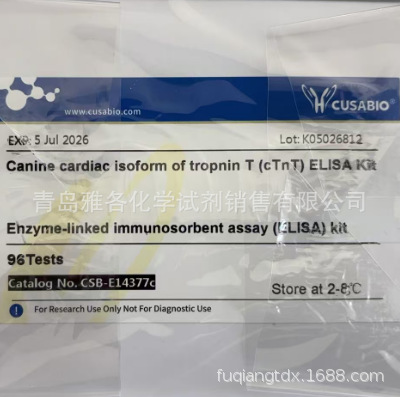 www.cusabio.com
CUSABIO
EXP: 5 Jul 2026 Lot: K05026812
Canine cardiac isoform of tropnin T (cTnT) ELISA Kit
青岛雅各化学试剂销售有限公司
Enzyme-linked immunosorbent assay (ELISA) kit
96Tests
Catalog No. CSB-E14377c Store at 2-8℃
For Research Use Only Not For Diagnostic Use
fuqiangtdx.1688.com